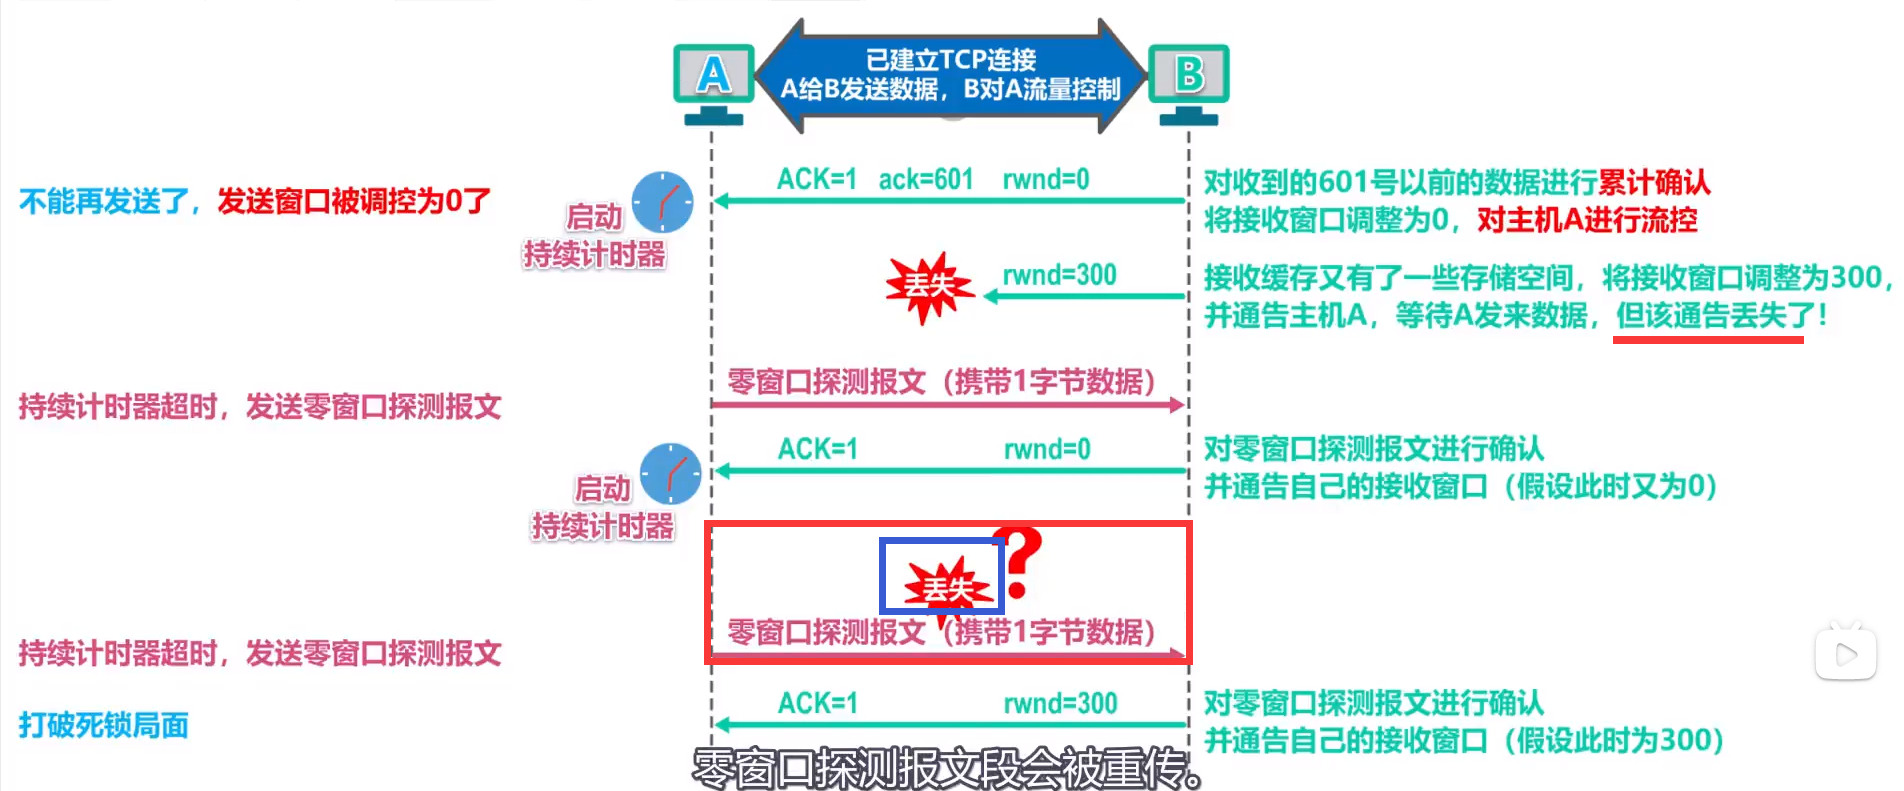 A
已建立TCP连接
A给B发送数据，B对A流量控制
B
不能再发送了，发送窗口被调控为0了
启动
持续计时器
ACK=1 ack=601 rwnd=0
对收到的601号以前的数据进行累计确认
将接收窗口调整为0，对主机A进行流控
丢失
rwnd=300
接收缓存又有了一些存储空间，将接收窗口调整为300，
并通告主机A，等待A发来数据，但该通告丢失了！
持续计时器超时，发送零窗口探测报文
零窗口探测报文（携带1字节数据）
启动
持续计时器
ACK=1 rwnd=0
对零窗口探测报文进行确认
并通告自己的接收窗口（假设此时又为0）
丢失
?
持续计时器超时，发送零窗口探测报文
零窗口探测报文（携带1字节数据）
打破死锁局面
ACK=1 rwnd=300
对零窗口探测报文进行确认
并通告自己的接收窗口（假设此时为300）
零窗口探测报文段会被重传。